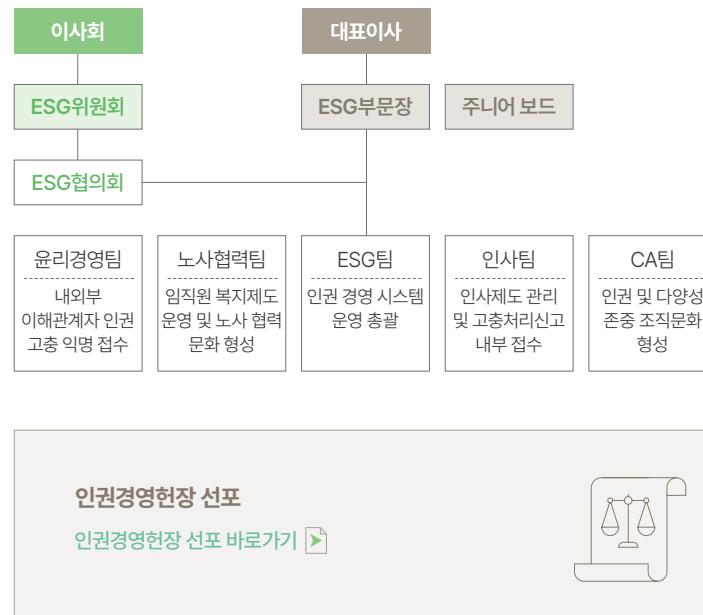 이사회
대표이사
ESG위원회
ESG부문장
주니어 보드
ESG협의회
윤리경영팀
내외부
이해관계자 인권
고충 익명 접수
노사협력팀
임직원 복지제도
운영 및 노사 협력
문화 형성
ESG팀
인권 경영 시스템
운영 총괄
인사팀
인사제도 관리
및 고충처리신고
내부 접수
CA팀
인권 및 다양성
존중 조직문화
형성
인권경영헌장 선포
인권경영헌장 선포 바로가기